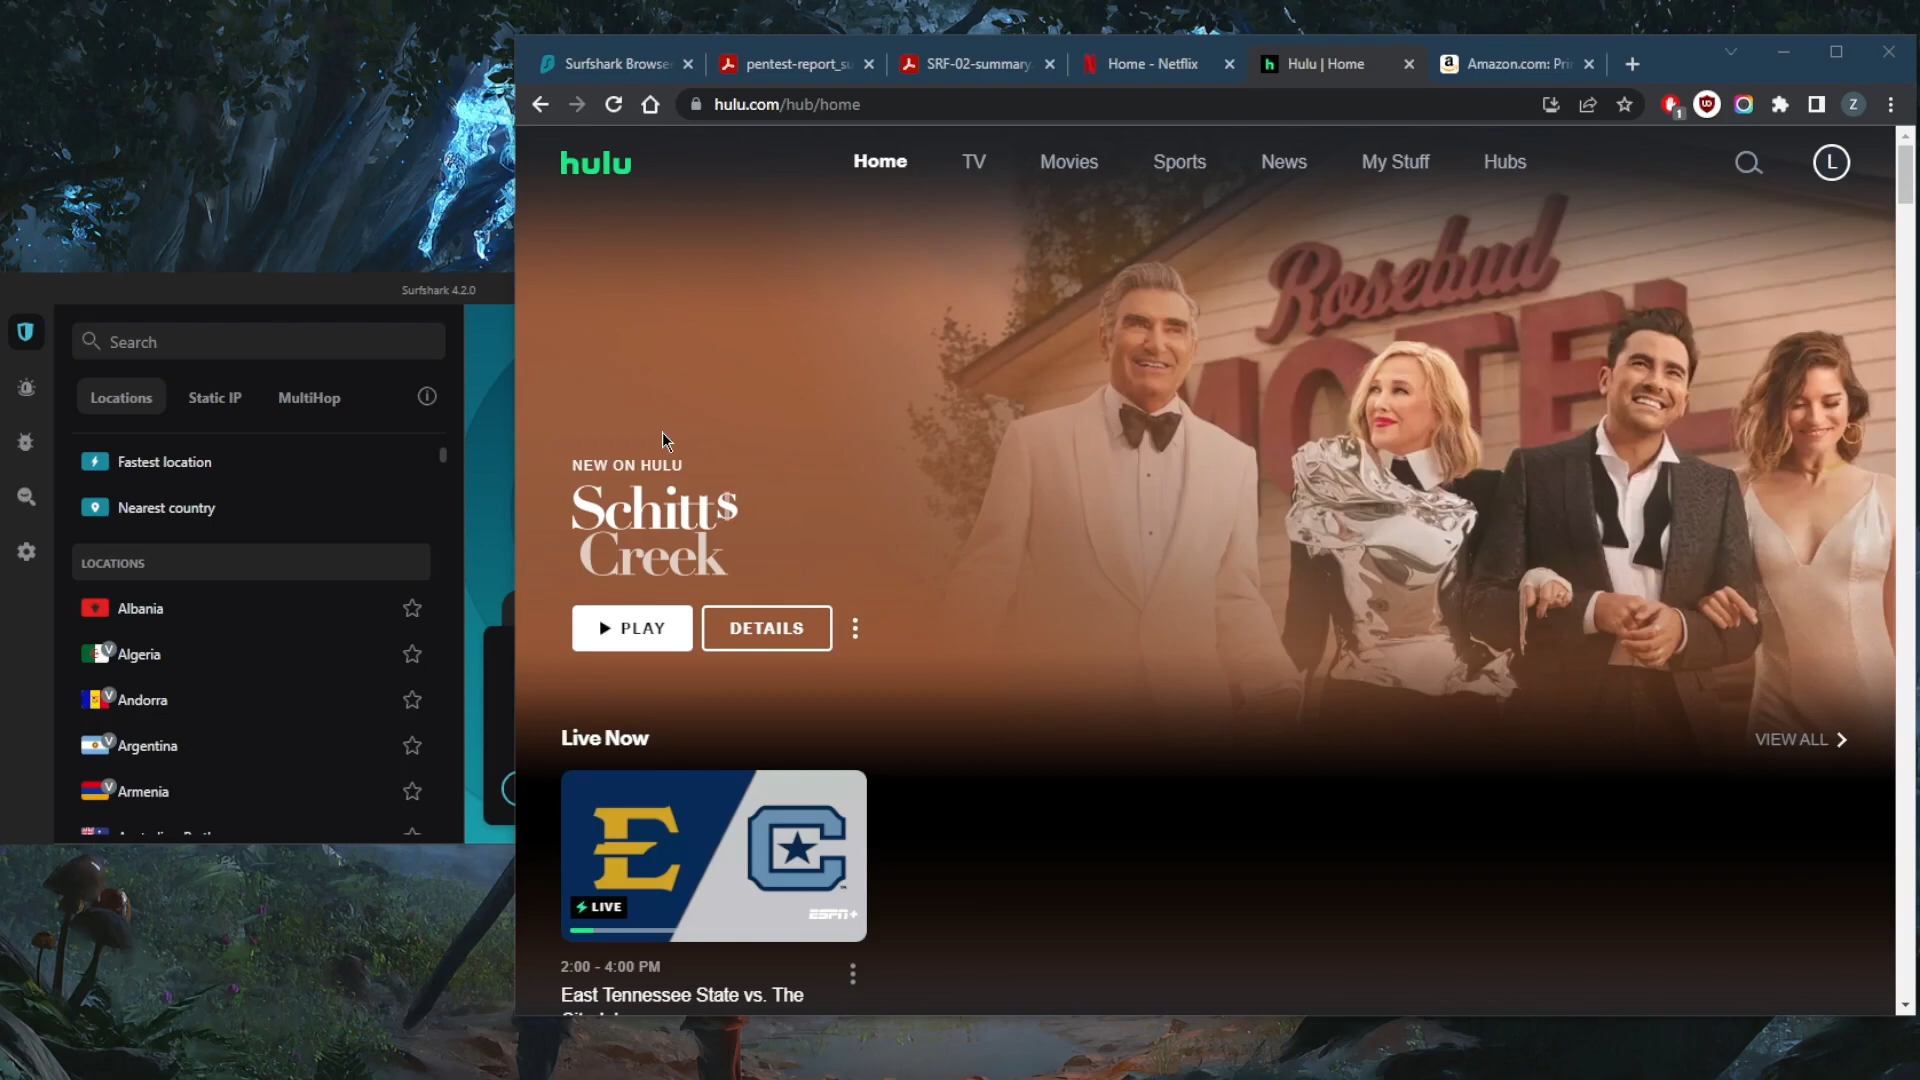 Surfshark Browse
pentest-report_su
SRF-02-summary.
Home - Netflix
Hulu | Home
Amazon.com: Pri
hulu.com/hub/home
1
Z
hulu
Home
TV
Movies
Sports
News
My Stuff
Hubs
L
Rosebud
MOTEL
Surfshark 4.2.0
Search
Locations
Static IP
MultiHop
Fastest location
Nearest country
LOCATIONS
Albania
V Algeria
V Andorra
V Argentina
V Armenia
NEW ON HULU
Schitt$
Creek
PLAY
DETAILS
Live Now
VIEW ALL
E
C
LIVE
ESPN+
2:00 - 4:00 PM
East Tennessee State vs. The